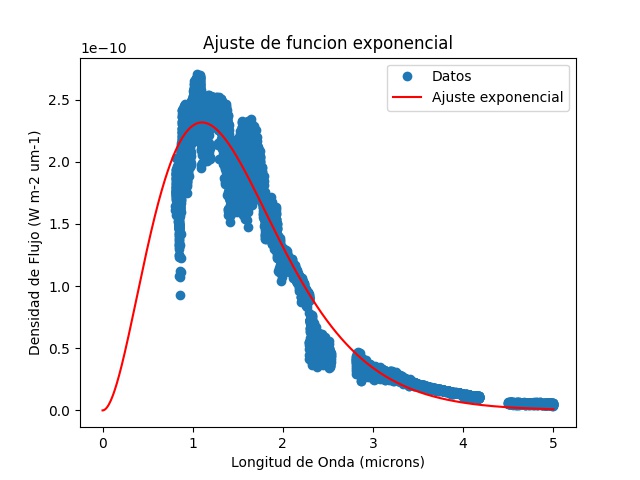 Ajuste de funcion exponencial
1e−10
Datos
Ajuste exponencial
2.5
2.0
1.5
1.0
0.5
0.0
Densidad de Flujo (W m-2 um-1)
0 1 2 3 4 5
Longitud de Onda (microns)